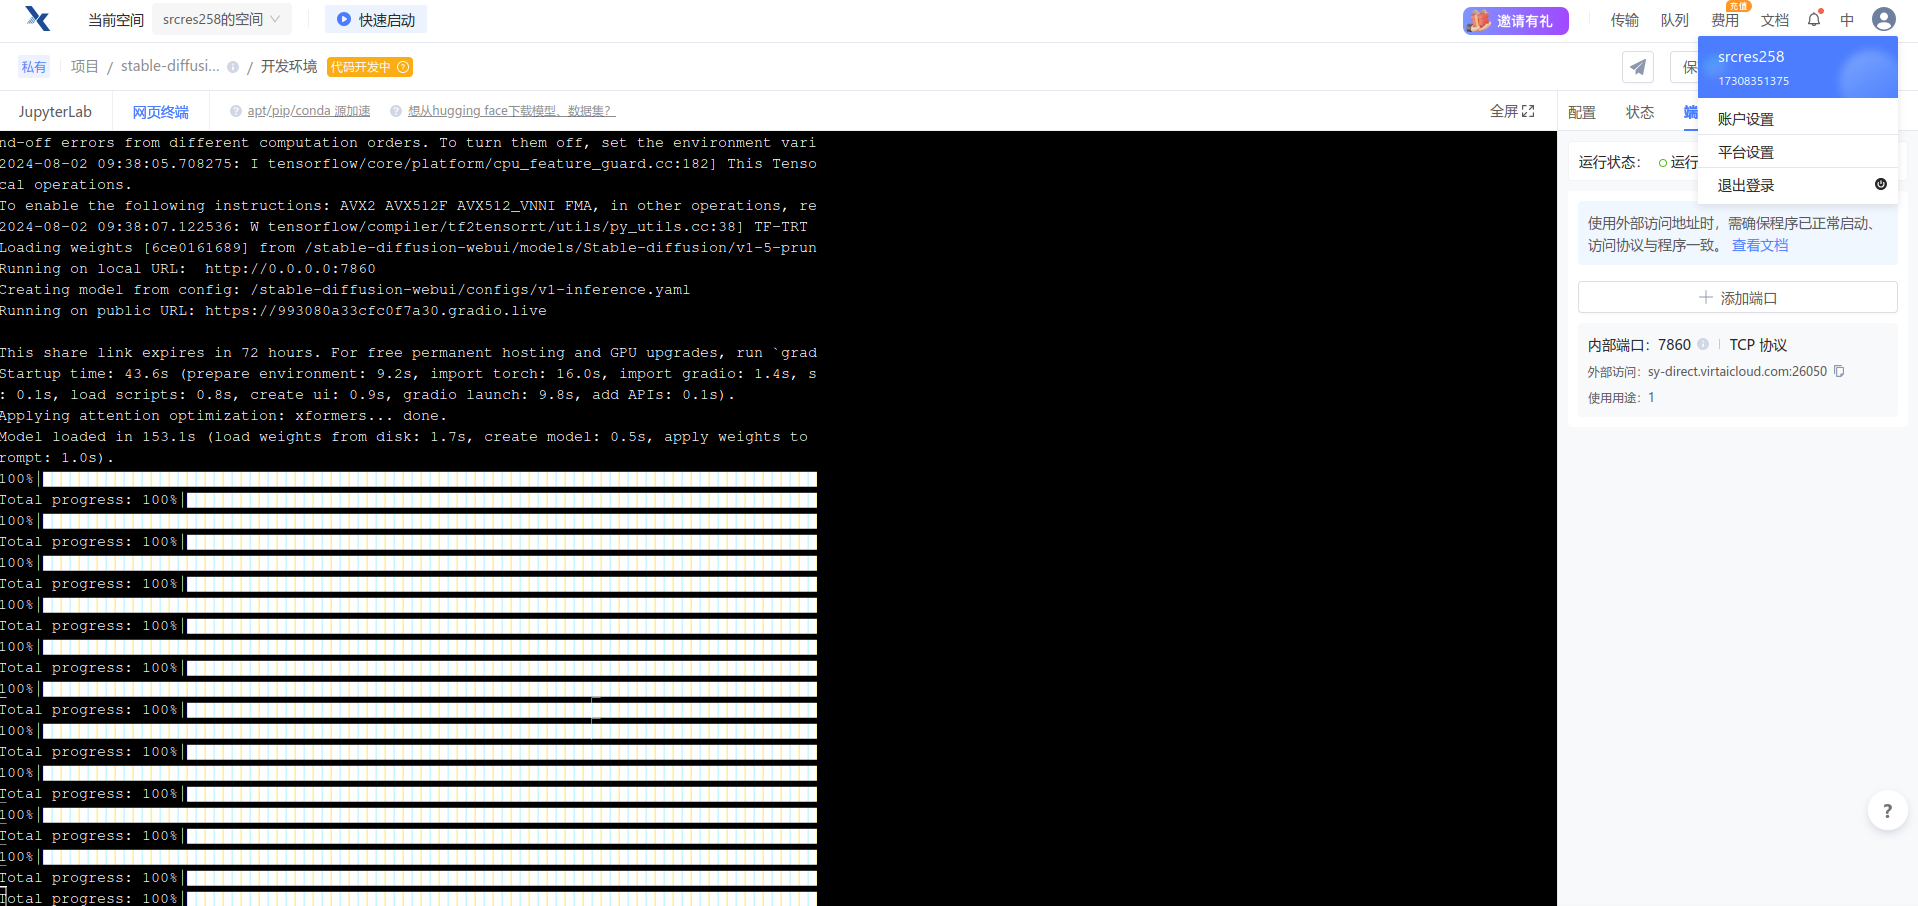 当前空间 srcres258的空间 快速启动 邀请有礼 传输 队列 费用 充值 文档 中
私有 项目 / stable-diffusi... / 开发环境 代码开发中 保
srcres258
17308351375
账户设置
平台设置
退出登录
JupyterLab 网页终端 apt/pip/conda 源加速 想从hugging face下载模型、数据集? 全屏 配置 状态 端
nd-off errors from different computation orders. To turn them off, set the environment vari
2024-08-02 09:38:05.708275: I tensorflow/core/platform/cpu_feature_guard.cc:182] This Tenso
cal operations.
To enable the following instructions: AVX2 AVX512F AVX512_VNNI FMA, in other operations, re
2024-08-02 09:38:07.122536: W tensorflow/compiler/tf2tensorrt/utils/py_utils.cc:38] TF-TRT
Loading weights [6ce0161689] from /stable-diffusion-webui/models/Stable-diffusion/v1-5-prun
Running on local URL:  http://0.0.0.0:7860
Creating model from config: /stable-diffusion-webui/configs/v1-inference.yaml
Running on public URL: https://993080a33cfc0f7a30.gradio.live
This share link expires in 72 hours. For free permanent hosting and GPU upgrades, run `grad
Startup time: 43.6s (prepare environment: 9.2s, import torch: 16.0s, import gradio: 1.4s, s
: 0.1s, load scripts: 0.8s, create ui: 0.9s, gradio launch: 9.8s, add APIs: 0.1s).
Applying attention optimization: xformers... done.
Model loaded in 153.1s (load weights from disk: 1.7s, create model: 0.5s, apply weights to
rompt: 1.0s).
100%|
Total progress: 100%|
100%|
Total progress: 100%|
100%|
Total progress: 100%|
100%|
Total progress: 100%|
100%|
Total progress: 100%|
100%|
Total progress: 100%|
100%|
Total progress: 100%|
100%|
Total progress: 100%|
100%|
Total progress: 100%|
100%|
Total progress: 100%|
Total progress: 100%|
运行状态: 运行
使用外部访问地址时，需确保程序已正常启动、
访问协议与程序一致。 查看文档
添加端口
内部端口: 7860 | TCP 协议
外部访问: sy-direct.virtaicloud.com:26050
使用用途: 1
?